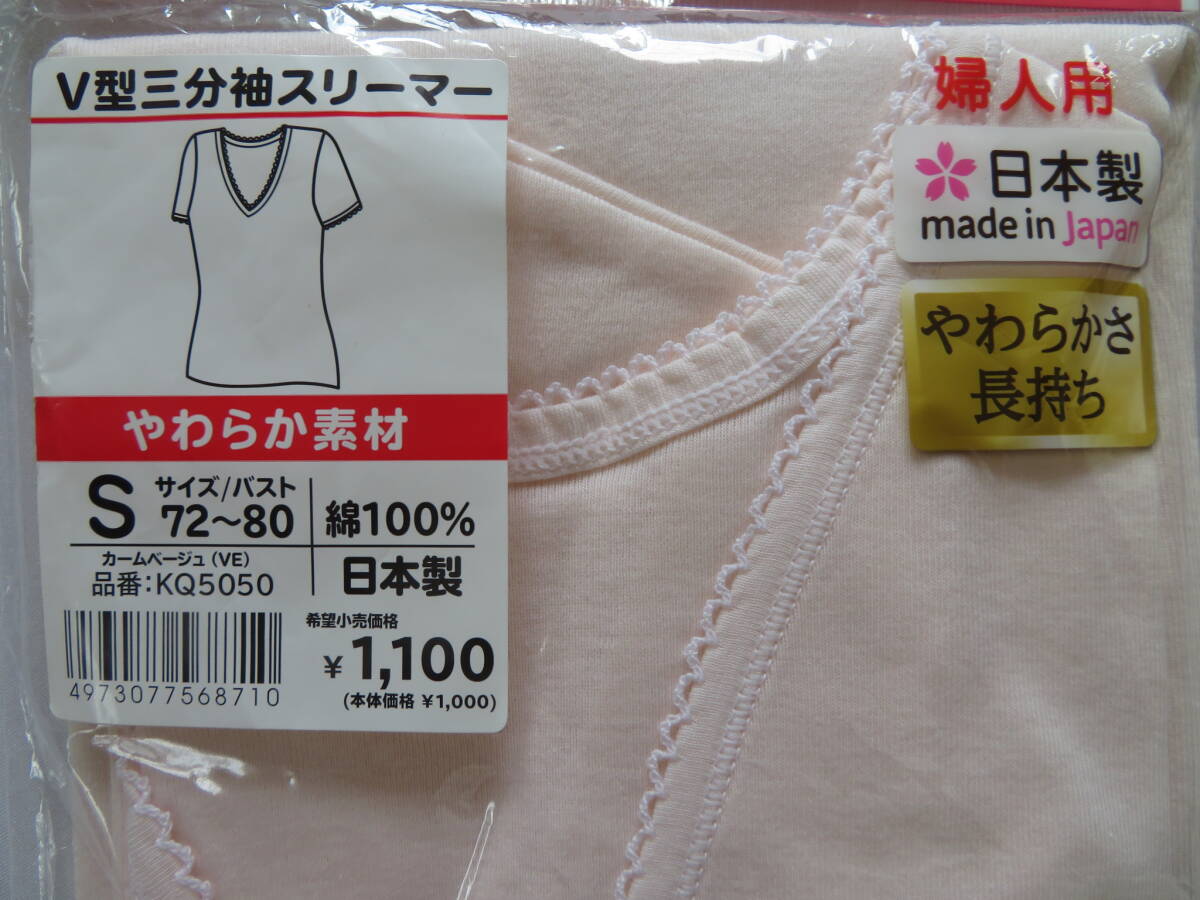 V型三分袖スリーマー
やわらか素材
S
サイズ/バスト
72〜80
綿100%
カームベージュ(VE)
品番:KQ5050
日本製
希望小売価格
¥1,100
(本体価格 ¥1,000)
4973077568710
婦人用
日本製
made in Japan
やわらかさ
長持ち